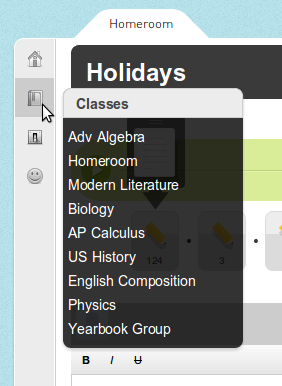 Homeroom
Holidays
Classes
Adv Algebra
Homeroom
Modern Literature
Biology
AP Calculus
US History
English Composition
Physics
Yearbook Group
124
3
B I U